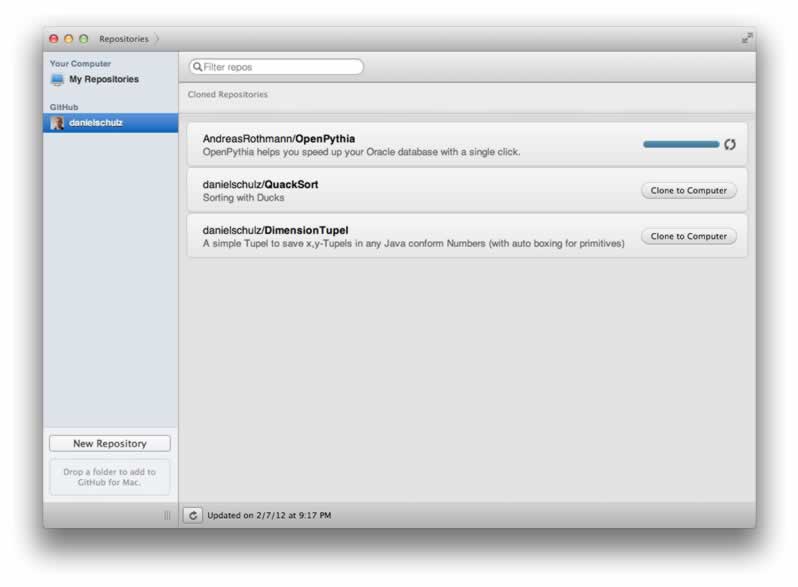 Repositories
Your Computer
My Repositories
GitHub
danielschulz
New Repository
Drop a folder to add to
GitHub for Mac.
Filter repos
Cloned Repositories
AndreasRothmann/OpenPythia
OpenPythia helps you speed up your Oracle database with a single click.
danielschulz/QuackSort
Sorting with Ducks
Clone to Computer
danielschulz/DimensionTupel
A simple Tupel to save x,y-Tupels in any Java conform Numbers (with auto boxing for primitives)
Clone to Computer
Updated on 2/7/12 at 9:17 PM